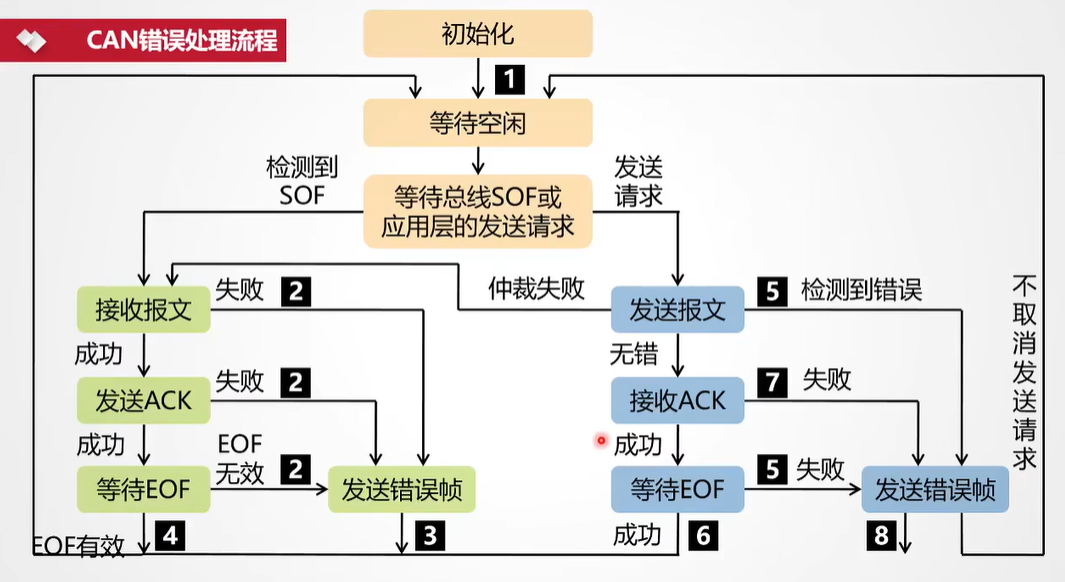 CAN错误处理流程
初始化
1
等待空闲
检测到
SOF
等待总线SOF或
应用层的发送请求
发送
请求
接收报文
失败 2
仲裁失败
发送报文
5 检测到错误
成功
无错
发送ACK
失败 2
接收ACK
7 失败
成功
EOF
无效 2
成功
等待EOF
发送错误帧
等待EOF
5 失败
发送错误帧
不取消发送请求
EOF有效
4
3
成功 6
8